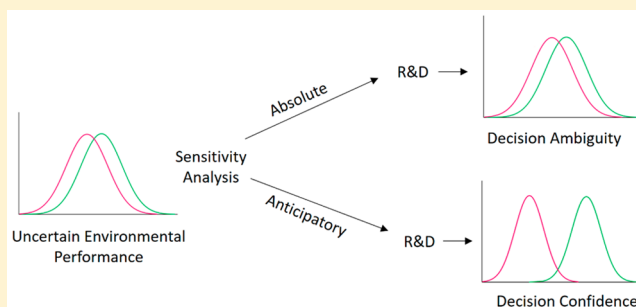 Uncertain Environmental
Performance
Sensitivity
Analysis
Absolute
Anticipatory
R&D
Decision Ambiguity
R&D
Decision Confidence